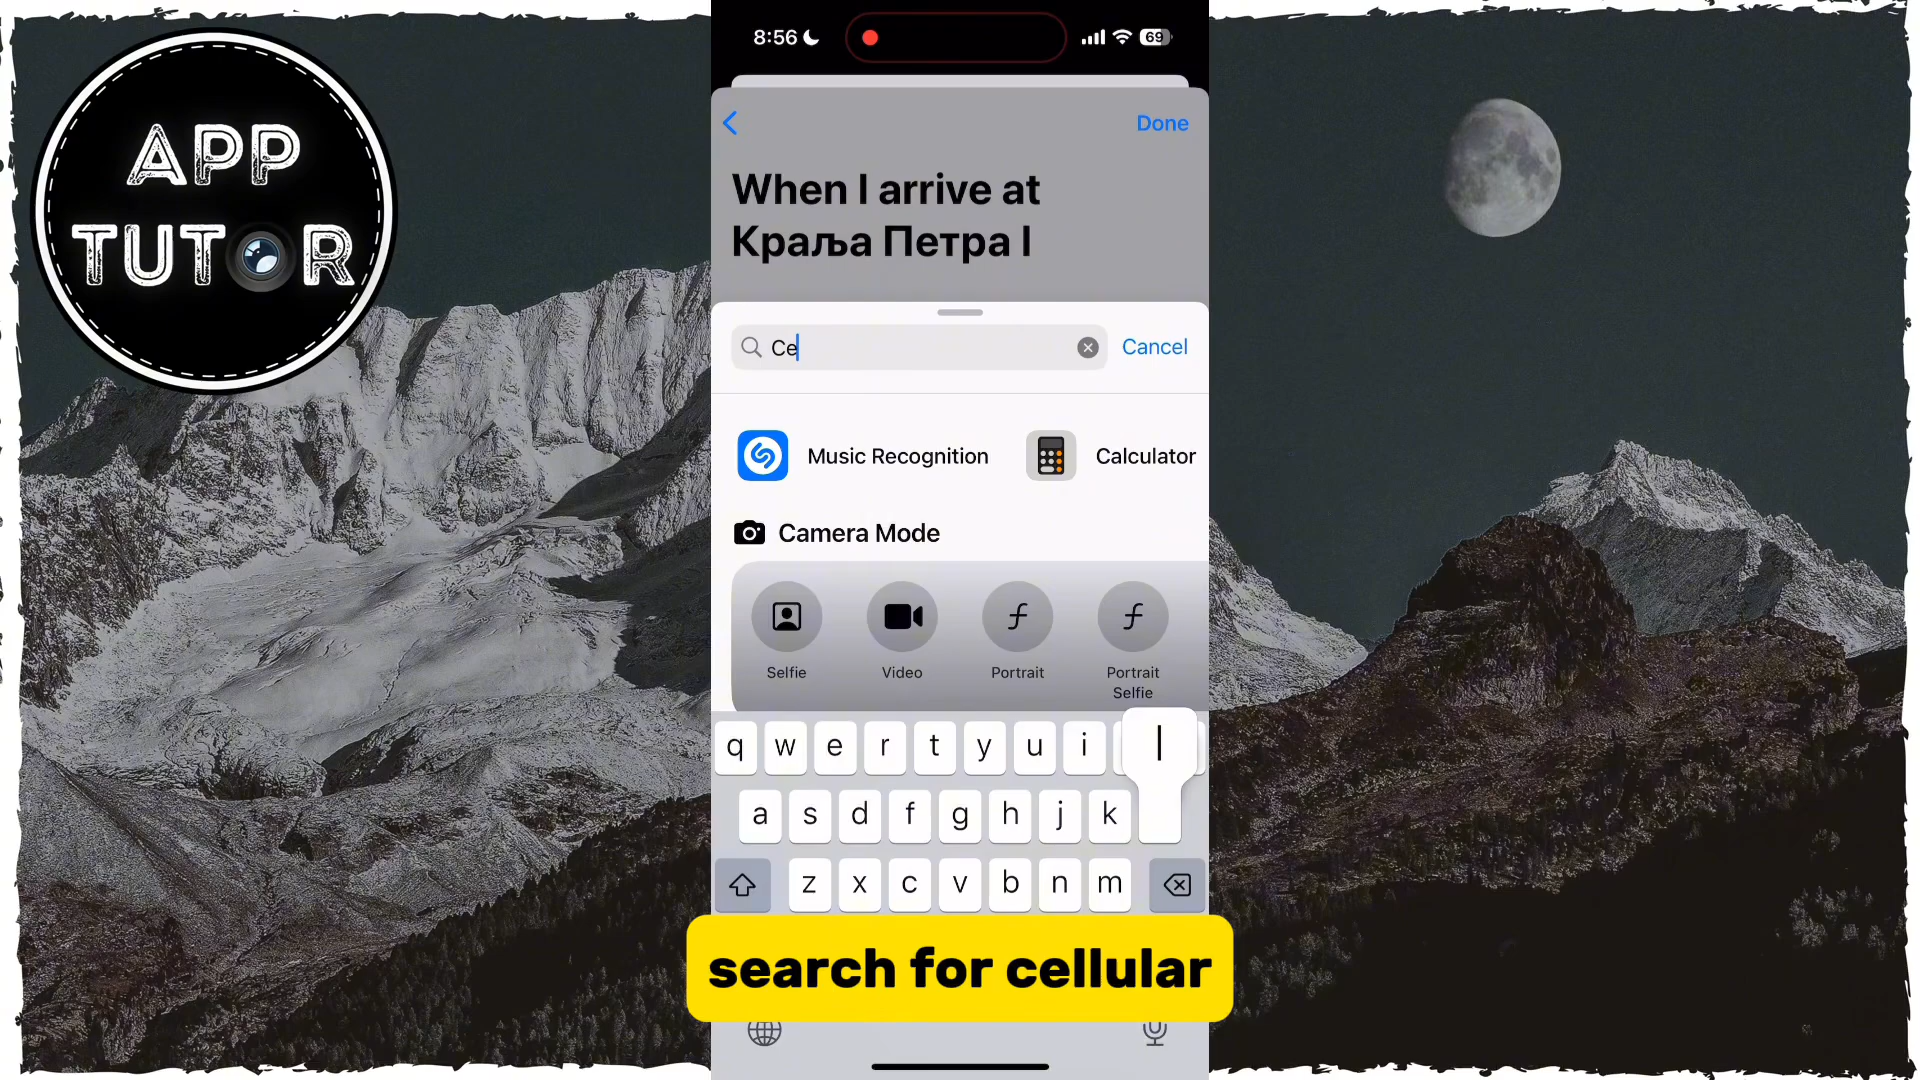 APP
TUTOR
8:56
69
Done
When I arrive at
Краља Петра I
Ce
Cancel
Music Recognition
Calculator
Camera Mode
Selfie
Video
Portrait
Portrait
Selfie
q w e r t y u i
l
a s d f g h j k
z x c v b n m
search for cellular